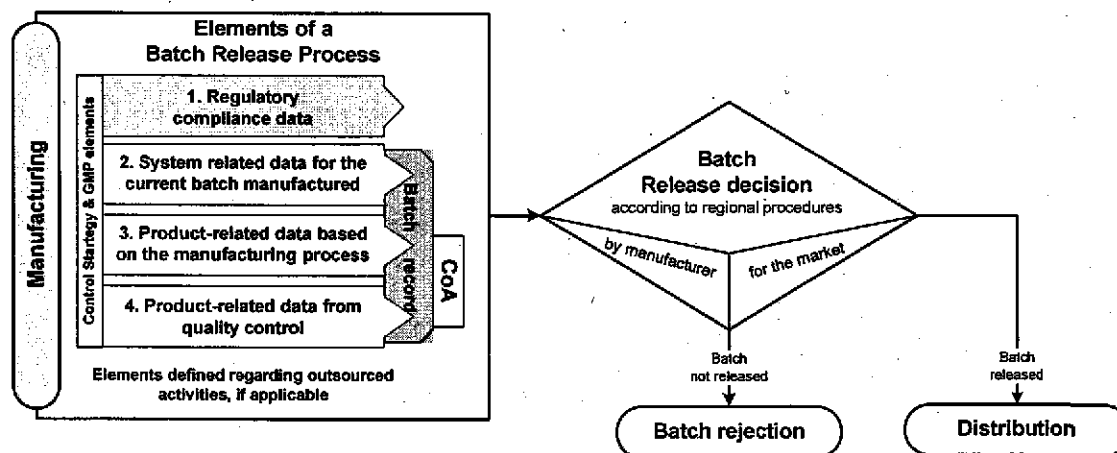 Elements of a
Batch Release Process
Manufacturing
Control Startegy & GMP elements
1. Regulatory
compliance data
2. System related data for the
current batch manufactured
3. Product-related data based
on the manufacturing process
4. Product-related data from
quality control
Batch record
CoA
Elements defined regarding outsourced
activities, if applicable
Batch
Release decision
according to regional procedures
by manufacturer
for the market
Batch
not released
Batch
released
Batch rejection
Distribution